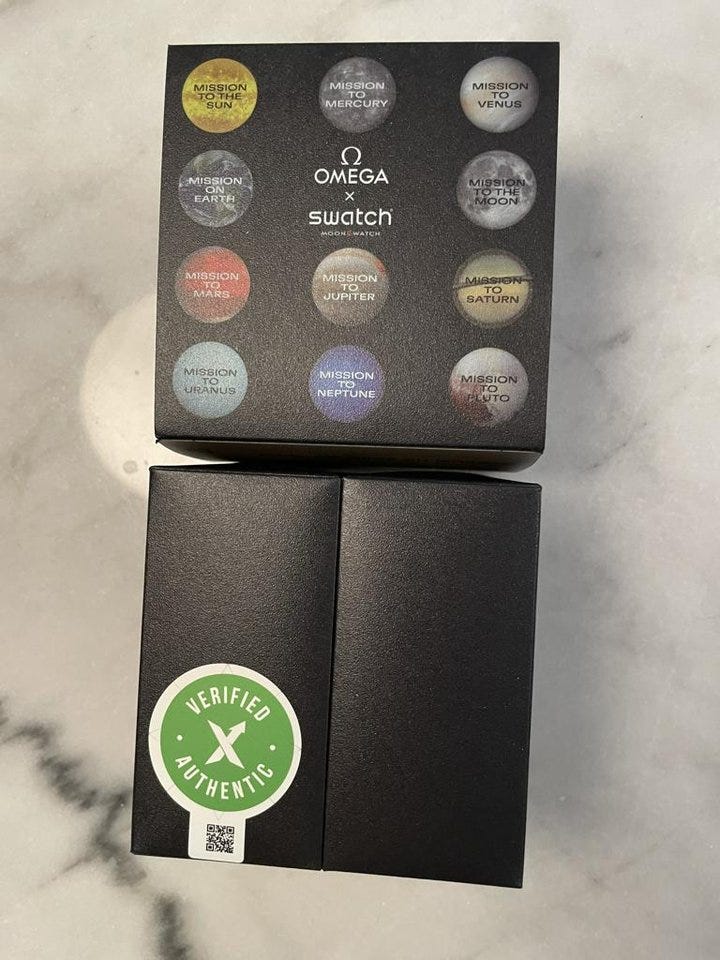 MISSION
TO THE
SUN
MISSION
TO
MERCURY
MISSION
TO
VENUS
MISSION
ON
EARTH
Ω
OMEGA
×
swatch
MOONSWATCH
MISSION
TO THE
MOON
MISSION
TO
MARS
MISSION
TO
JUPITER
MISSION
TO
SATURN
MISSION
TO
URANUS
MISSION
TO
NEPTUNE
MISSION
TO
PLUTO
VERIFIED
X
AUTHENTIC